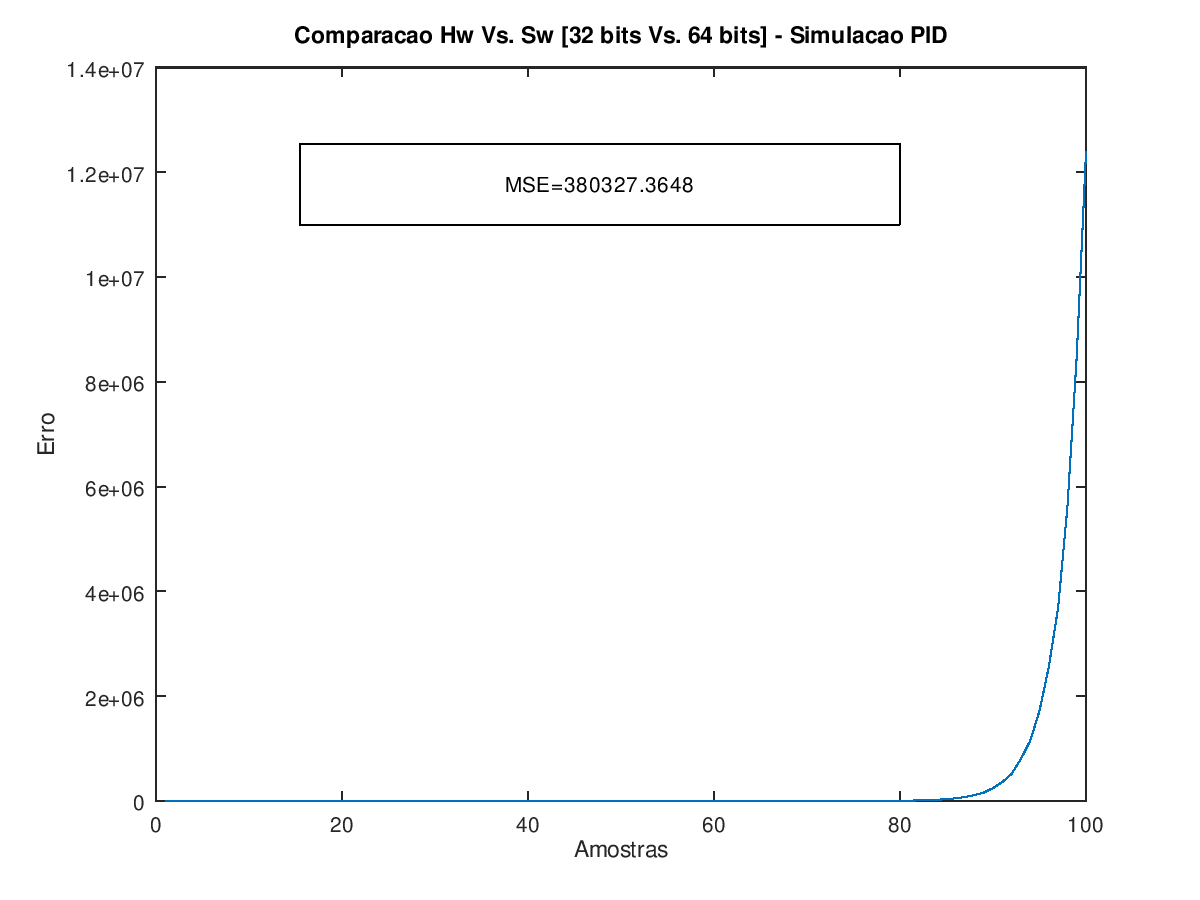 Comparacao Hw Vs. Sw [32 bits Vs. 64 bits] - Simulacao PID
1.4e+07
1.2e+07
1e+07
8e+06
6e+06
4e+06
2e+06
0
MSE=380327.3648
Erro
0 20 40 60 80 100
Amostras